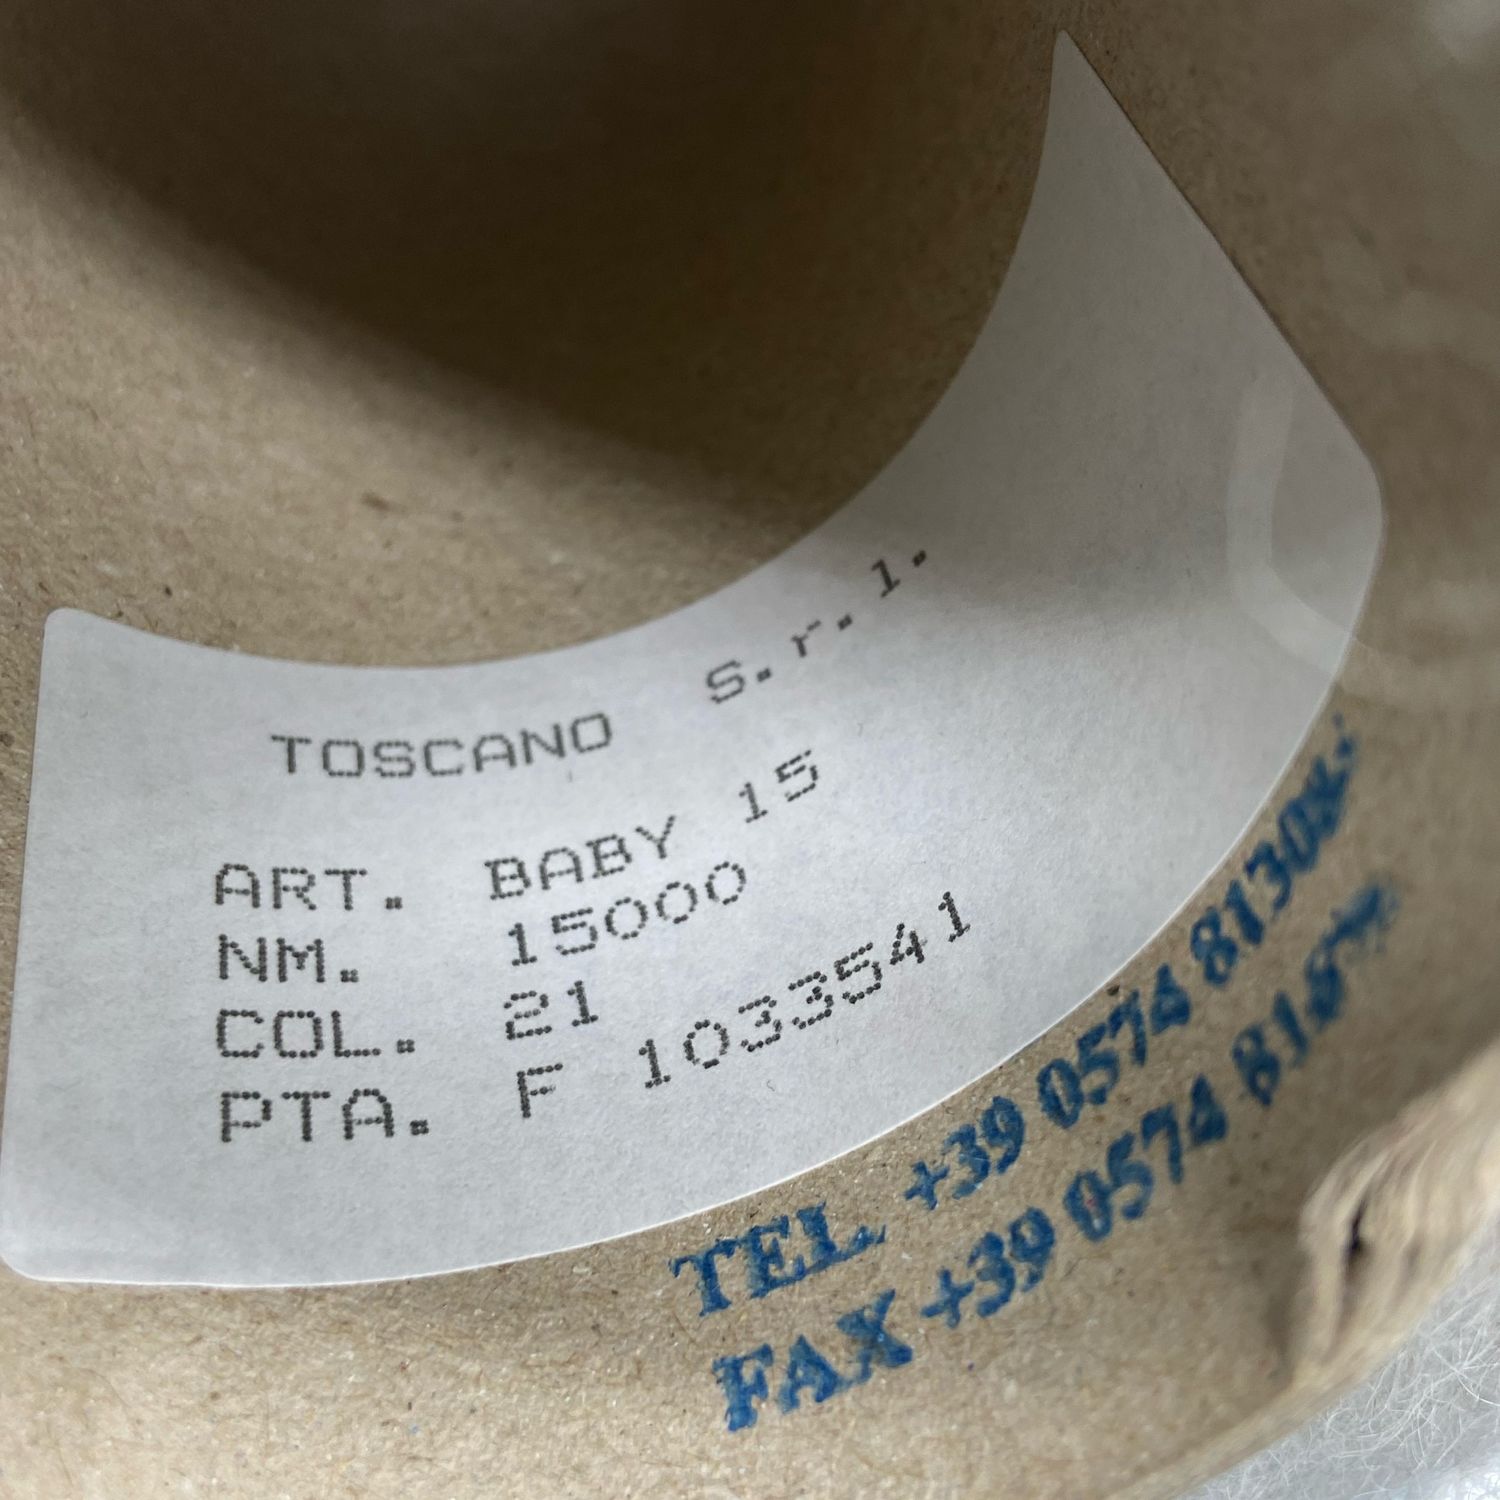 TOSCANO S.r.l.
ART. BABY 15
NM. 15000
COL. 21
PTA. F 1033541
TEL +39 0574
FAX +39 0574